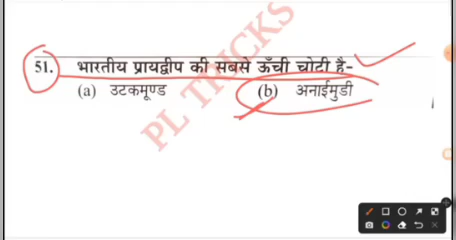 51. भारतीय प्रायद्वीप की सबसे ऊँची चोटी है-
(a) उटकमूण्ड (b) अनाईमुडी
PL TRICKS